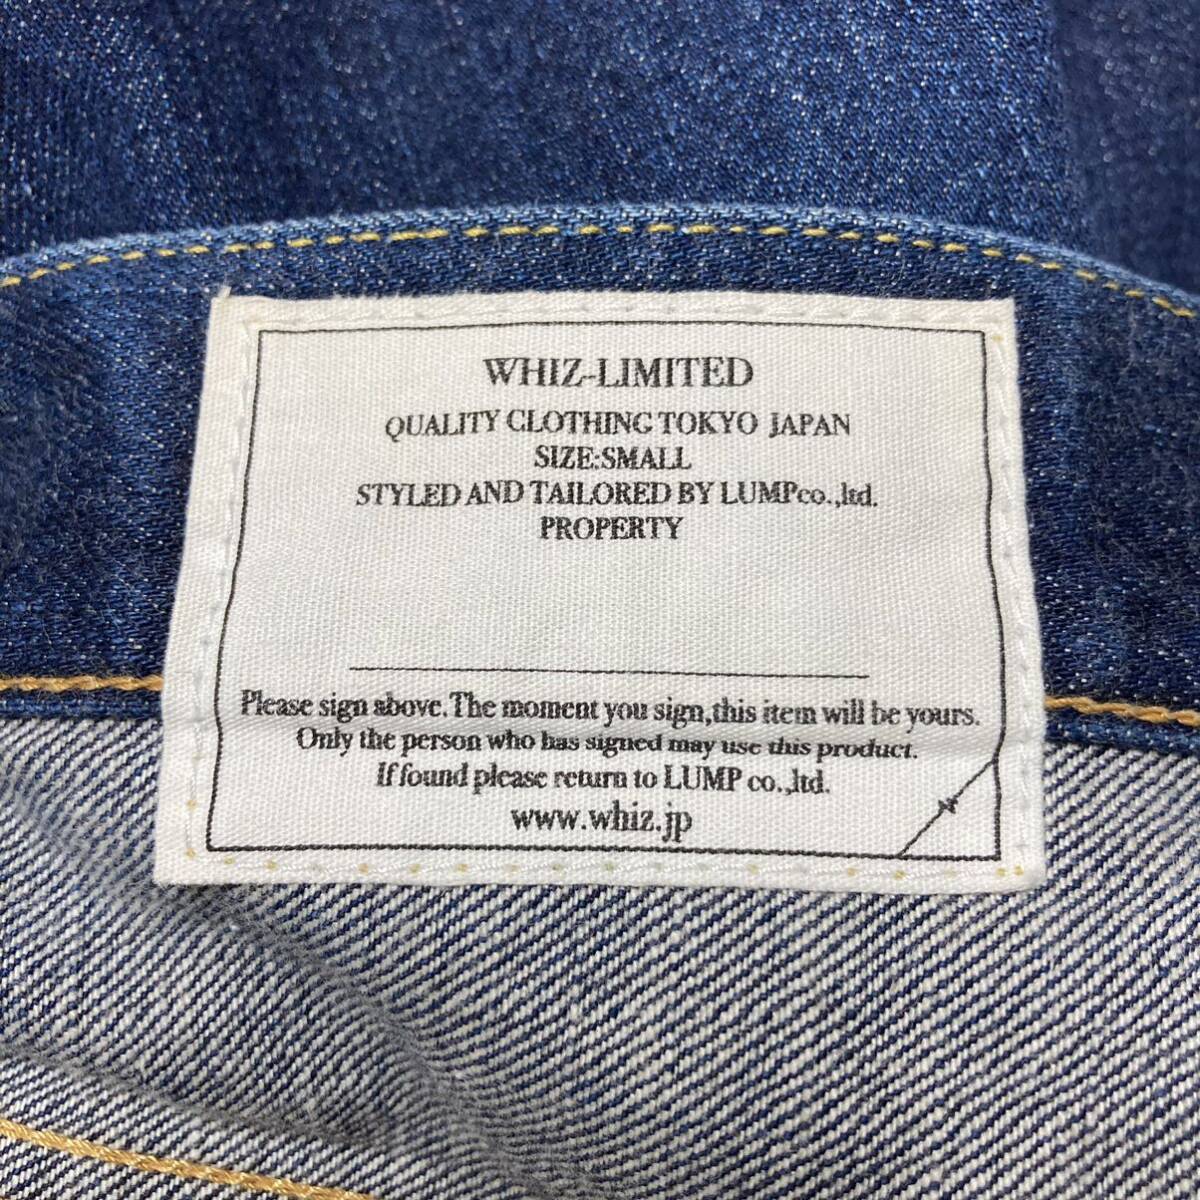 WHIZ-LIMITED
QUALITY CLOTHING TOKYO JAPAN
SIZE:SMALL
STYLED AND TAILORED BY LUMPco.,ltd.
PROPERTY
Please sign above.The moment you sign,this item will be yours.
Only the person who has signed may use this product.
If found please return to LUMP co.,ltd.
www.whiz.jp